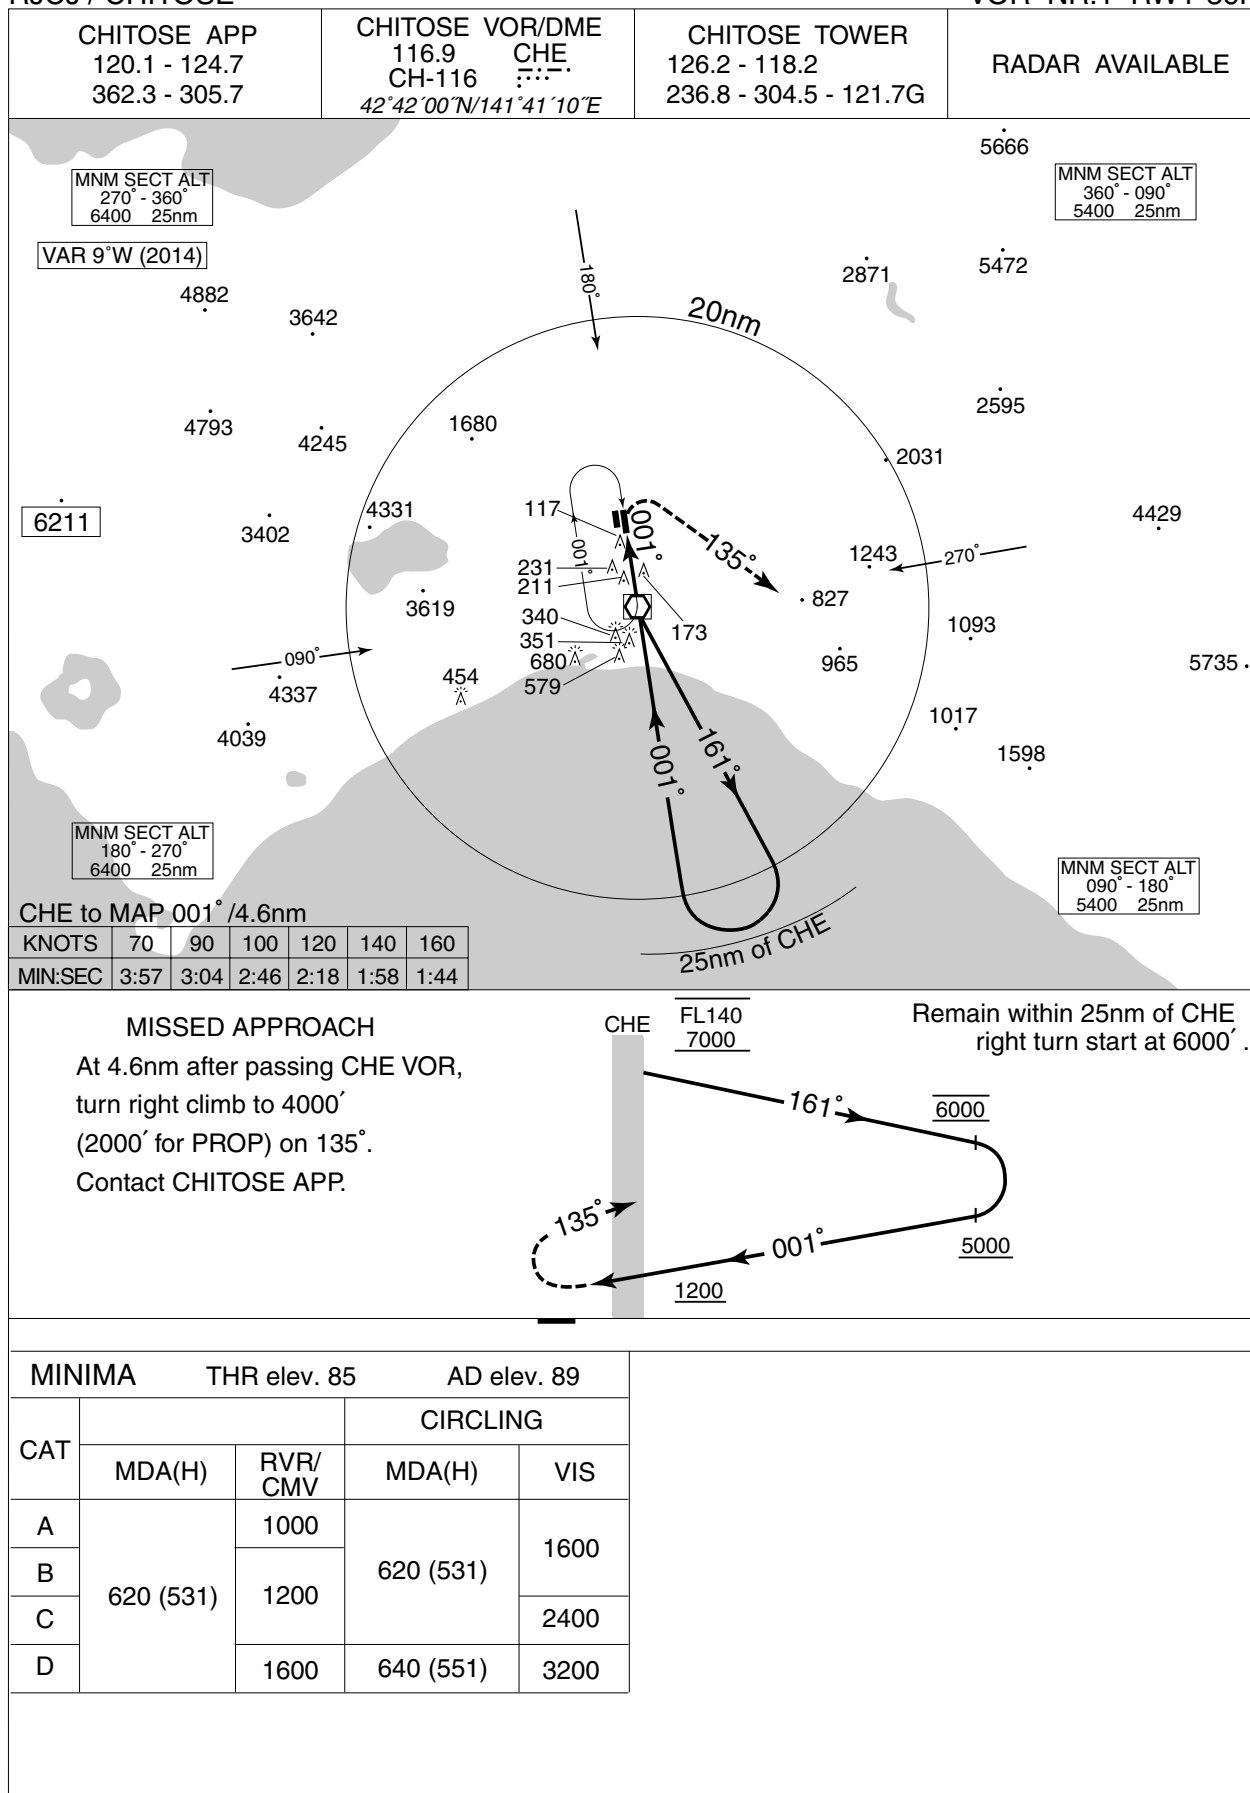 CHITOSE APP
120.1 - 124.7
362.3 - 305.7
CHITOSE VOR/DME
116.9 CHE
CH-116
42°42´00˝N/141°41´10˝E
CHITOSE TOWER
126.2 - 118.2
236.8 - 304.5 - 121.7G
RADAR AVAILABLE
5666
MNM SECT ALT
270° - 360°
6400 25nm
MNM SECT ALT
360° - 090°
5400 25nm
VAR 9°W (2014)
180°
2871
5472
4882
3642
20nm
2595
4793
4245
1680
2031
6211
3402
4331
117
001°
135°
4429
001°
1243
270°
231
211
3619
827
340
173
1093
351
090°
680
965
5735
4337
454
579
4039
161°
001°
1017
1598
MNM SECT ALT
180° - 270°
6400 25nm
MNM SECT ALT
090° - 180°
5400 25nm
CHE to MAP 001°/4.6nm
25nm of CHE
KNOTS 70 90 100 120 140 160
MIN:SEC 3:57 3:04 2:46 2:18 1:58 1:44
MISSED APPROACH
At 4.6nm after passing CHE VOR,
turn right climb to 4000´
(2000´ for PROP) on 135°.
Contact CHITOSE APP.
CHE
FL140
7000
Remain within 25nm of CHE
right turn start at 6000´ .
161°
6000
135°
001°
5000
1200
MINIMA THR elev. 85 AD elev. 89
CAT
CIRCLING
MDA(H) RVR/ MDA(H) VIS
CMV
A 1000
1600
B 620 (531)
620 (531) 1200
C 2400
D 1600 640 (551) 3200